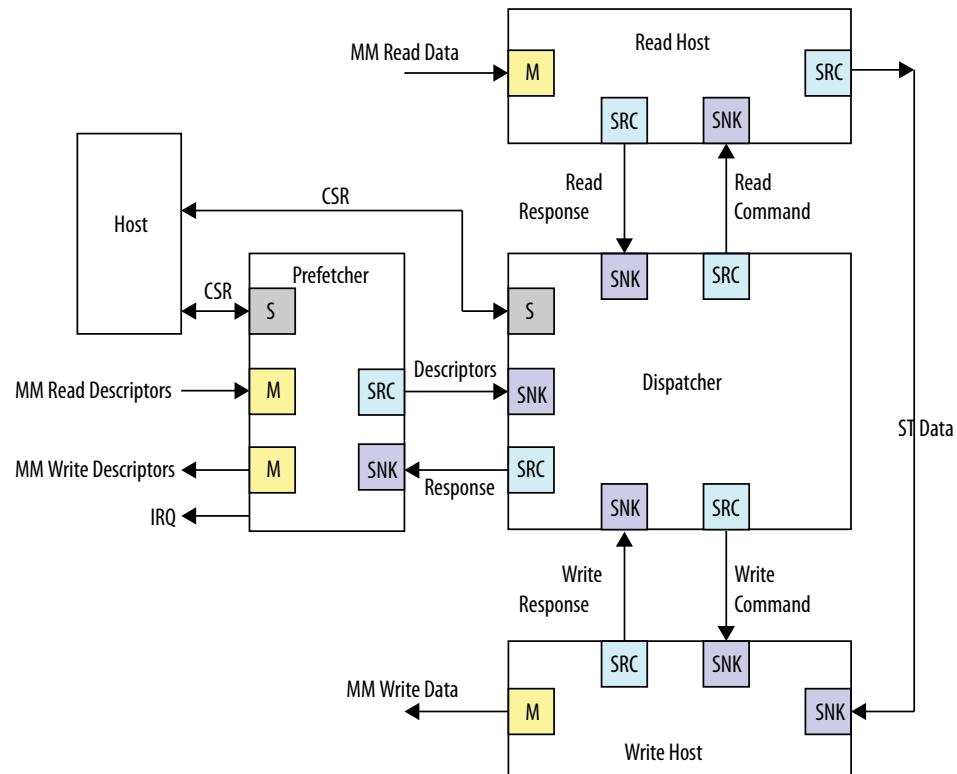 MM Read Data
Read Host
M
SRC
SRC
SNK
Read
Response
Read
Command
Host
CSR
CSR
Prefetcher
S
MM Read Descriptors
M
SRC
Descriptors
MM Write Descriptors
M
SNK
Response
IRQ
SNK
SRC
S
Dispatcher
SNK
SRC
SNK
SRC
ST Data
Write
Response
Write
Command
SRC
SNK
MM Write Data
M
SNK
Write Host